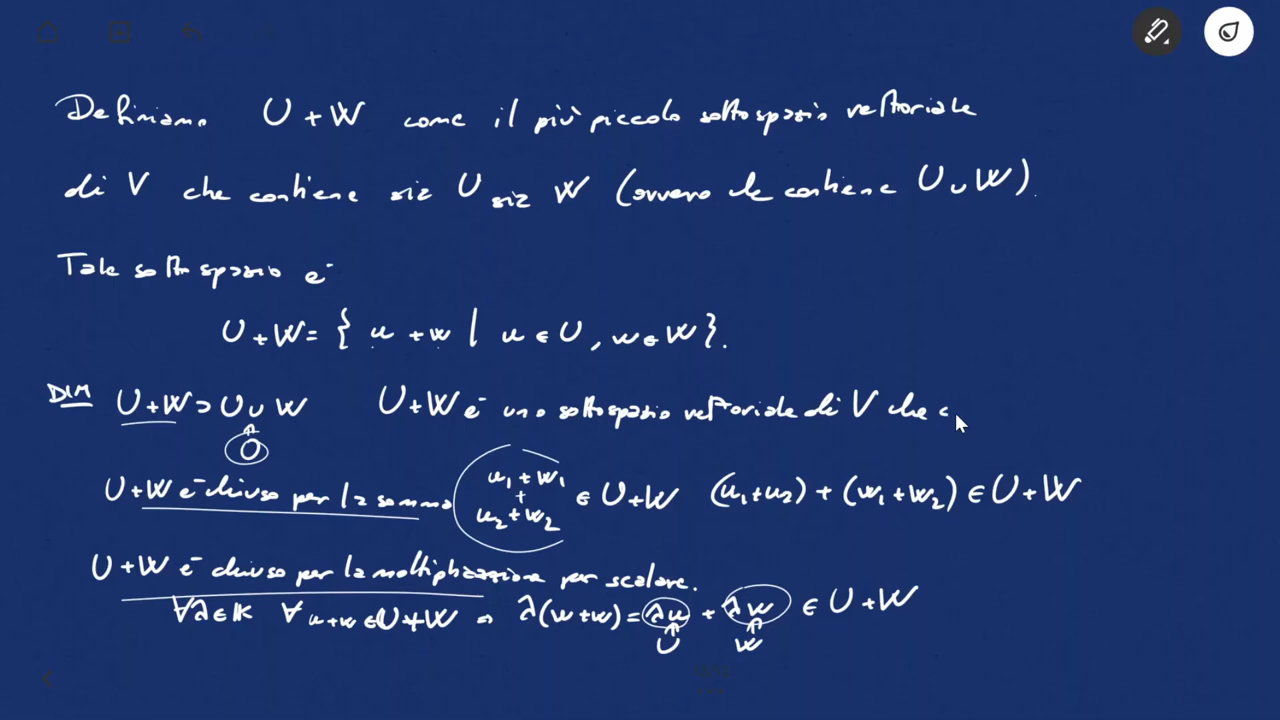 Definiamo U + W come il più piccolo sottospazio vettoriale
di V che contiene sia U sia W (ovvero che contiene U ∪ W).
Tale sottospazio è
U + W = { u + w | u ∈ U, w ∈ W }.
DIM U + W ⊃ U ∪ W U + W è uno sottospazio vettoriale di V che c
0
U + W è chiuso per la somma u₁ + w₁ + u₂ + w₂ ∈ U + W (u₁ + u₂) + (w₁ + w₂) ∈ U + W
U + W è chiuso per la moltiplicazione per scalare.
∀λ ∈ K ∀ u + w ∈ U + W ⇒ λ(w + w) = λu + λw ∈ U + W
U W